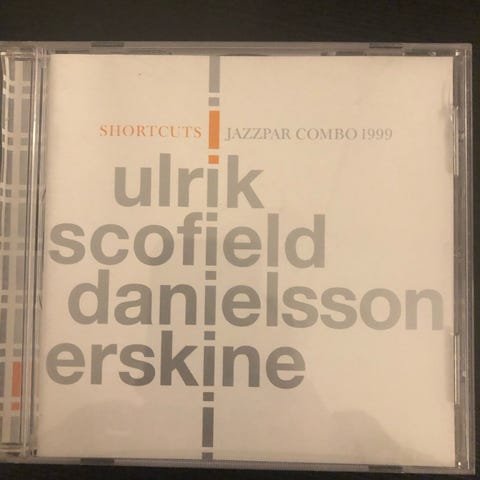 SHORTCUTS JAZZPAR COMBO 1999
ulrik
scofield
danielsson
erskine